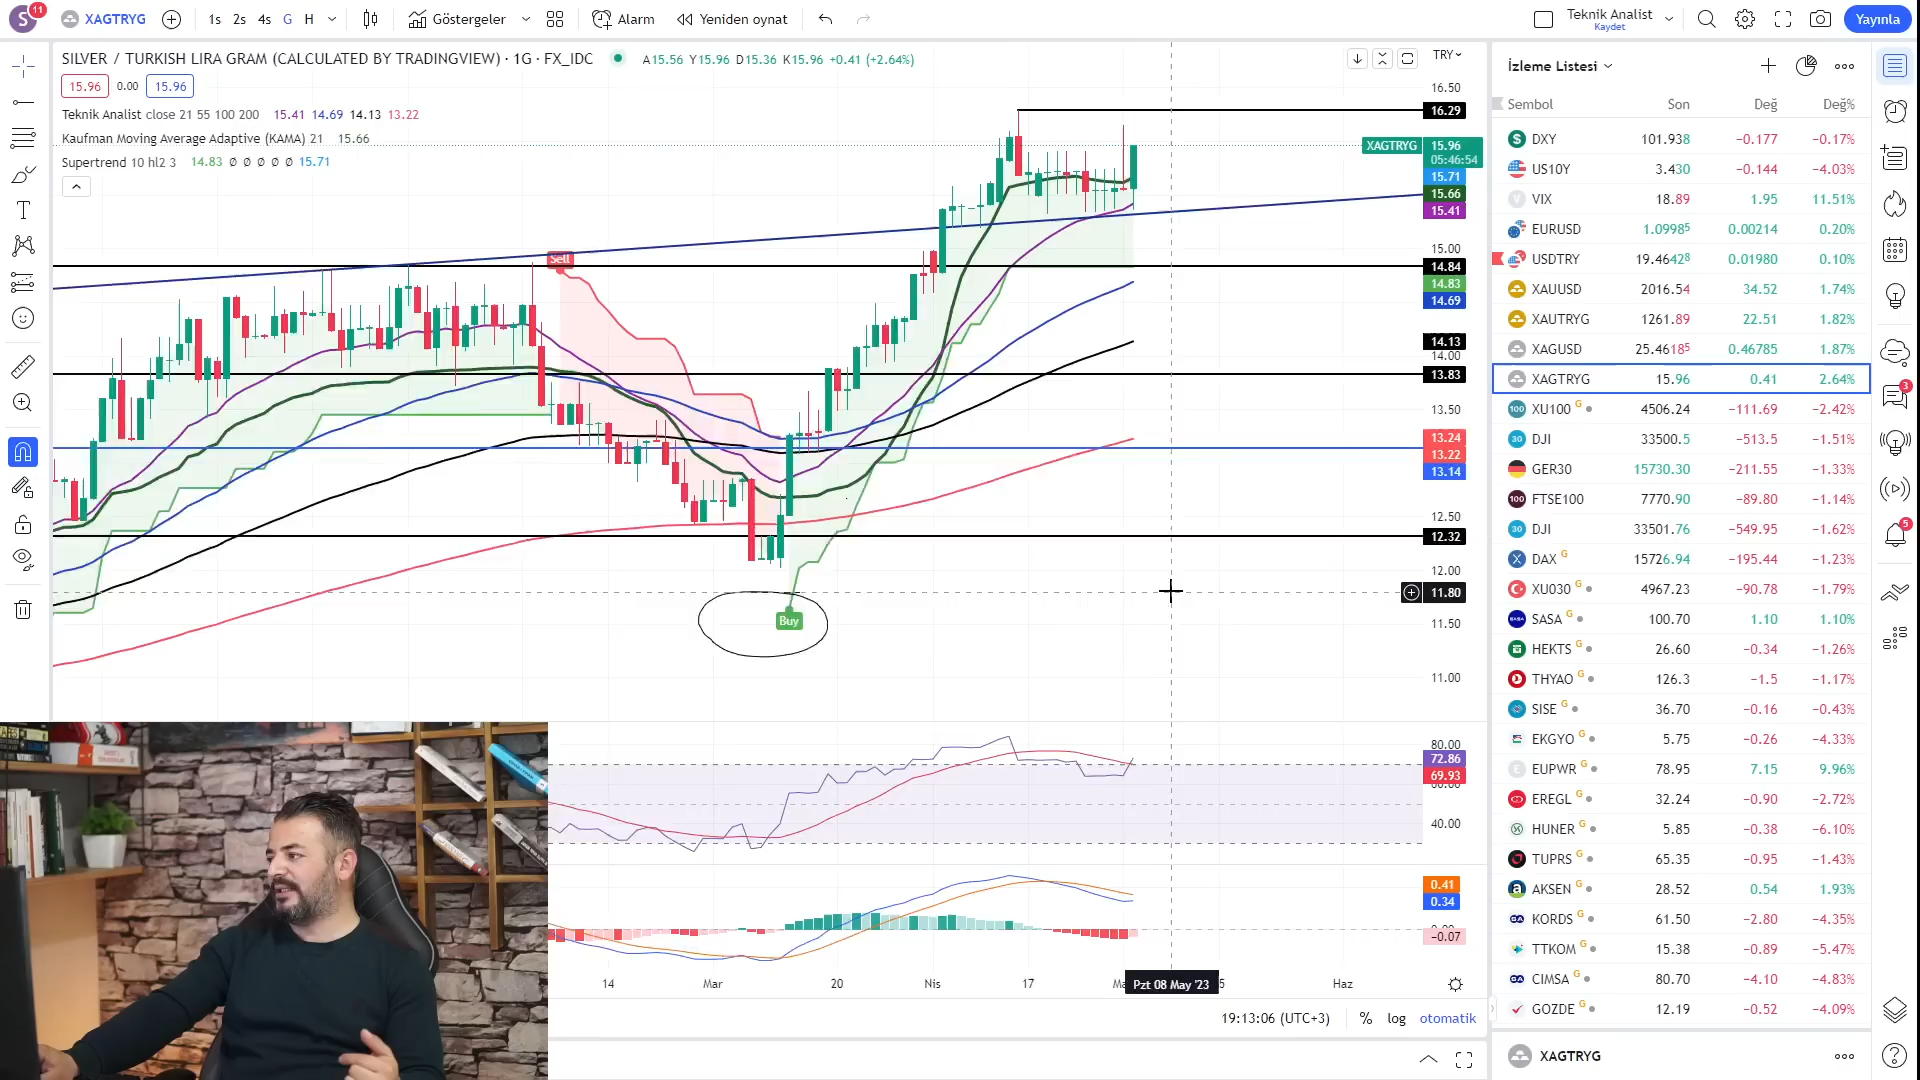 S 11 XAGTRYG 1s 2s 4s G H Göstergeler Alarm Yeniden oynat Teknik Analist Kaydet Yayınla
SILVER / TURKISH LIRA GRAM (CALCULATED BY TRADINGVIEW) · 1G · FX_IDC A15.56 Y15.96 D15.36 K15.96 +0.41 (+2.64%)
15.96 0.00 15.96
Teknik Analist close 21 55 100 200 15.41 14.69 14.13 13.22
Kaufman Moving Average Adaptive (KAMA) 21 15.66
Supertrend 10 hl2 3 14.83 Ø Ø Ø Ø Ø 15.71
TRY
16.50
16.29
XAGTRYG 15.96
05:46:54
15.71
15.66
15.41
15.00
14.84
14.83
14.69
14.13
14.00
13.83
13.50
13.24
13.22
13.14
12.50
12.32
12.00
11.80
11.50
11.00
Sell
Buy
80.00
72.86
69.93
60.00
40.00
0.41
0.34
−0.07
14 Mar 20 Nis 17 Pzt 08 May '23 Haz
19:13:06 (UTC+3) % log otomatik
İzleme Listesi
Sembol Son Değ Değ%
DXY 101.938 −0.177 −0.17%
US10Y 3.430 −0.144 −4.03%
VIX 18.89 1.95 11.51%
EURUSD 1.09985 0.00214 0.20%
USDTRY 19.46428 0.01980 0.10%
XAUUSD 2016.54 34.52 1.74%
XAUTRYG 1261.89 22.51 1.82%
XAGUSD 25.46185 0.46785 1.87%
XAGTRYG 15.96 0.41 2.64%
100 XU100 G 4506.24 −111.69 −2.42%
30 DJI 33500.5 −513.5 −1.51%
GER30 15730.30 −211.55 −1.33%
100 FTSE100 7770.90 −89.80 −1.14%
30 DJI 33501.76 −549.95 −1.62%
DAX G 15726.94 −195.44 −1.23%
XU030 G 4967.23 −90.78 −1.79%
SASA G 100.70 1.10 1.10%
HEKTS G 26.60 −0.34 −1.26%
THYAO G 126.3 −1.5 −1.17%
SISE G 36.70 −0.16 −0.43%
EKGYO G 5.75 −0.26 −4.33%
E EUPWR G 78.95 7.15 9.96%
EREGL G 32.24 −0.90 −2.72%
HUNER G 5.85 −0.38 −6.10%
TUPRS G 65.35 −0.95 −1.43%
AKSEN G 28.52 0.54 1.93%
KORDS G 61.50 −2.80 −4.35%
TTKOM G 15.38 −0.89 −5.47%
CIMSA G 80.70 −4.10 −4.83%
GOZDE G 12.19 −0.52 −4.09%
XAGTRYG
3
5